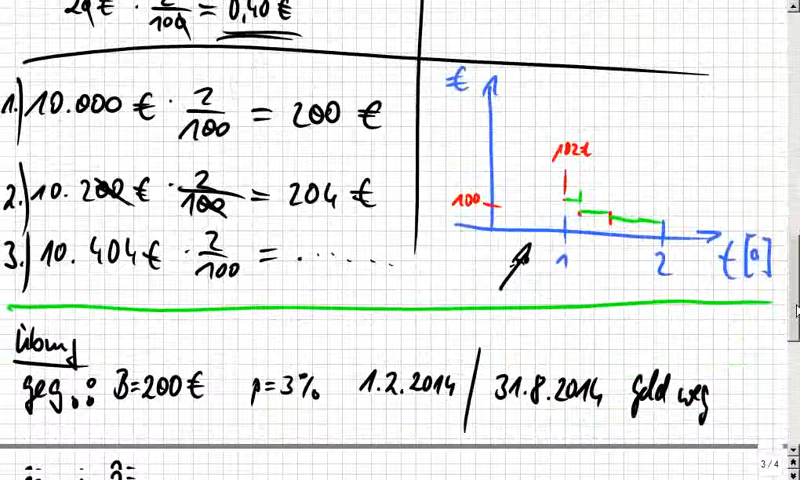 20€ · 2/100 = 0,40 €
1.) 10.000 € · 2/100 = 200 €
2.) 10.200 € · 2/100 = 204 €
3.) 10.404 € · 2/100 = .......
€
102€
100
1 2 t [a]
Übung
geg.: B=200€ p=3% 1.2.2014 / 31.8.2014 Geld weg
3 / 4